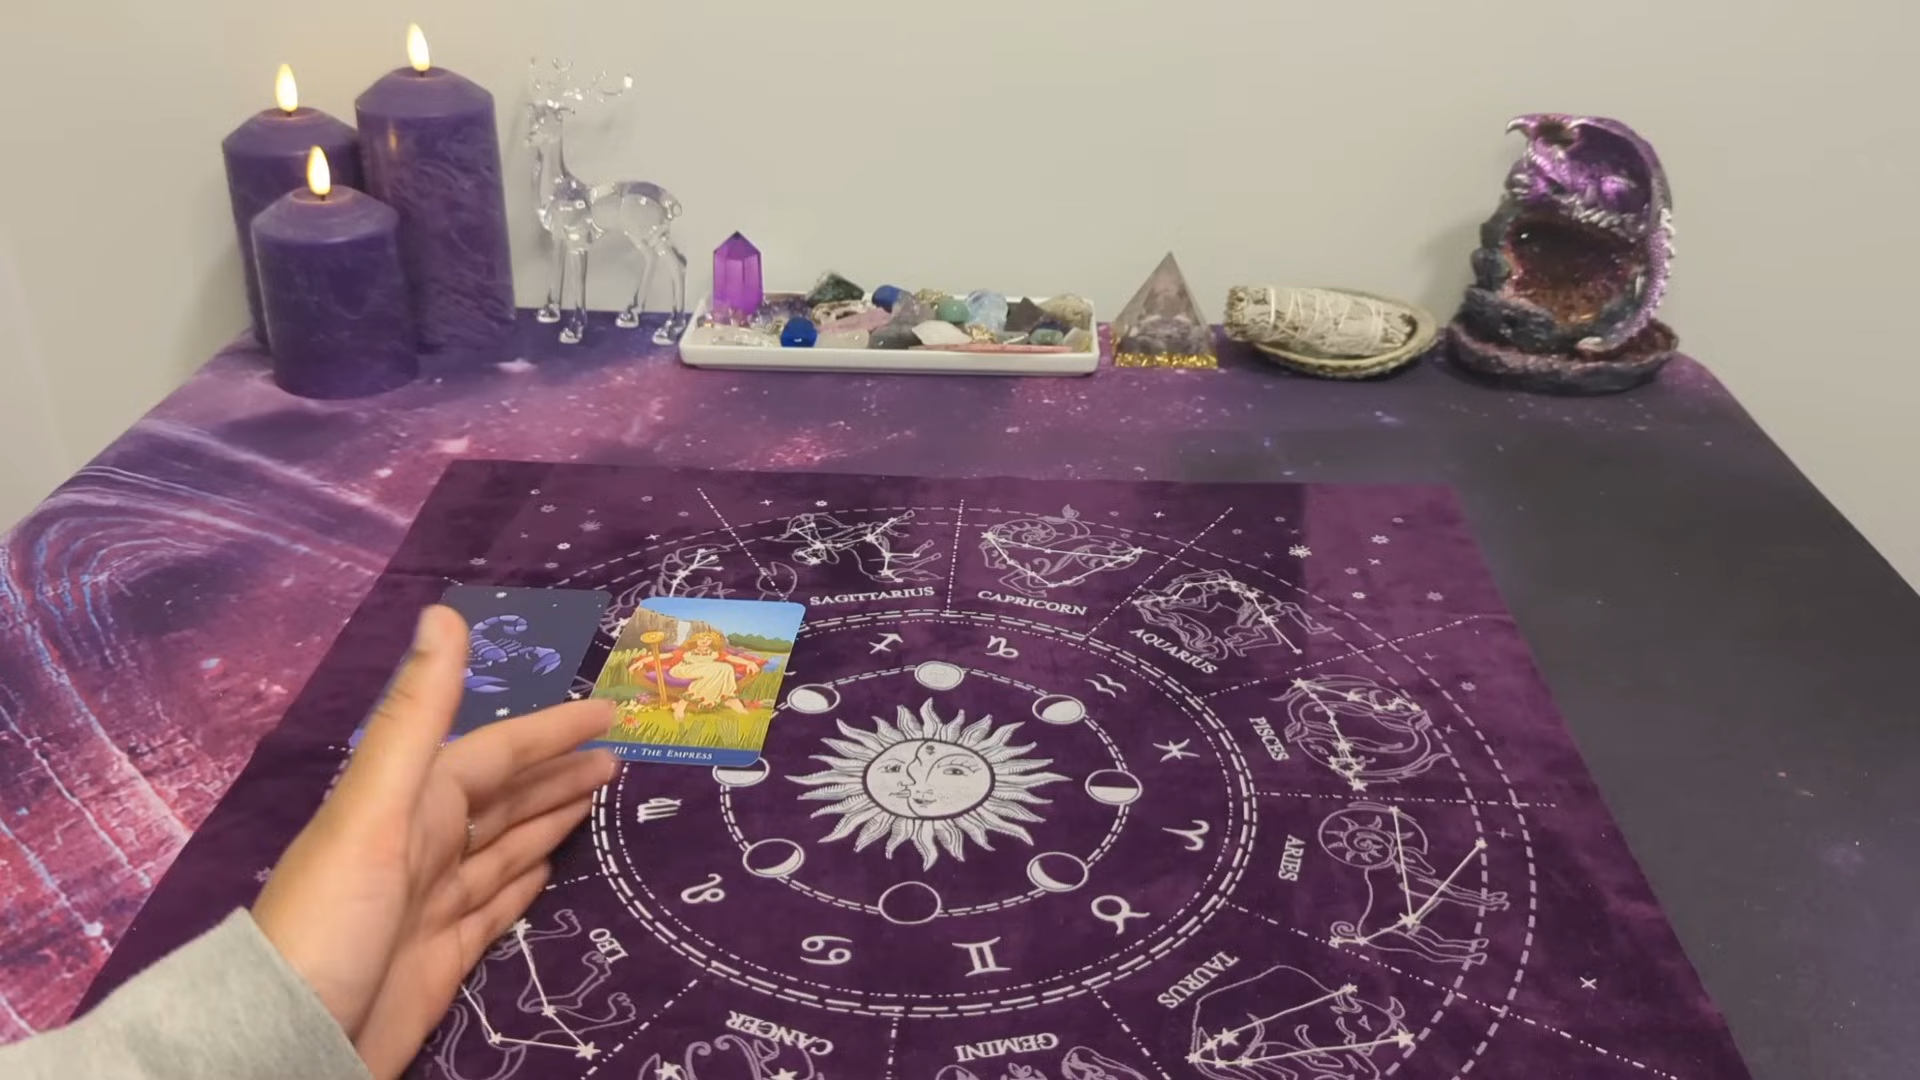 SAGITTARIUS
CAPRICORN
AQUARIUS
III • THE EMPRESS
PISCES
ARIES
LEO
TAURUS
CANCER
GEMINI